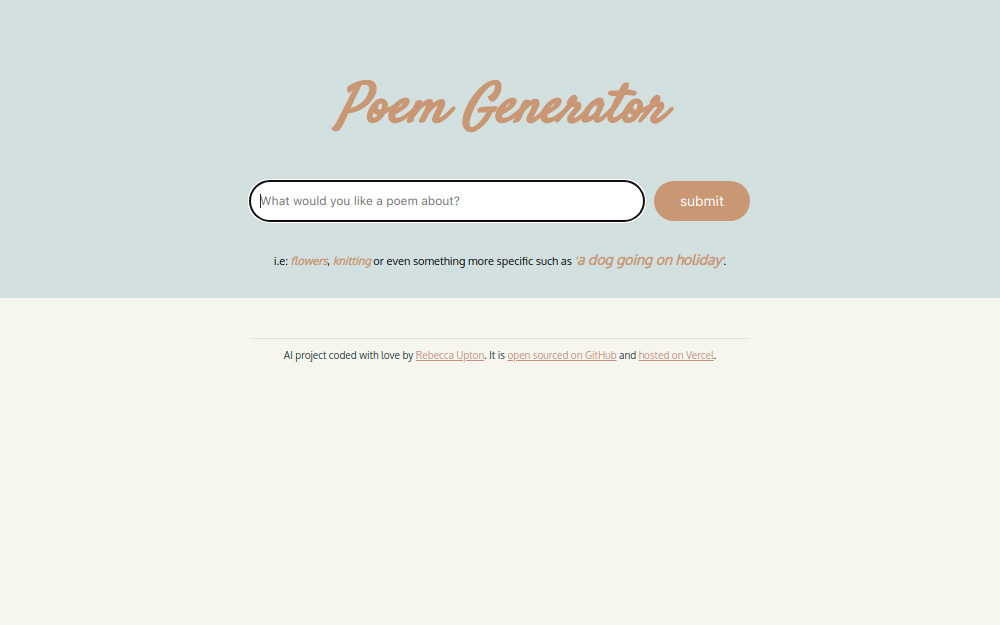 Poem Generator
What would you like a poem about?
submit
i.e: flowers, knitting or even something more specific such as 'a dog going on holiday'.
AI project coded with love by Rebecca Upton. It is open sourced on GitHub and hosted on Vercel.